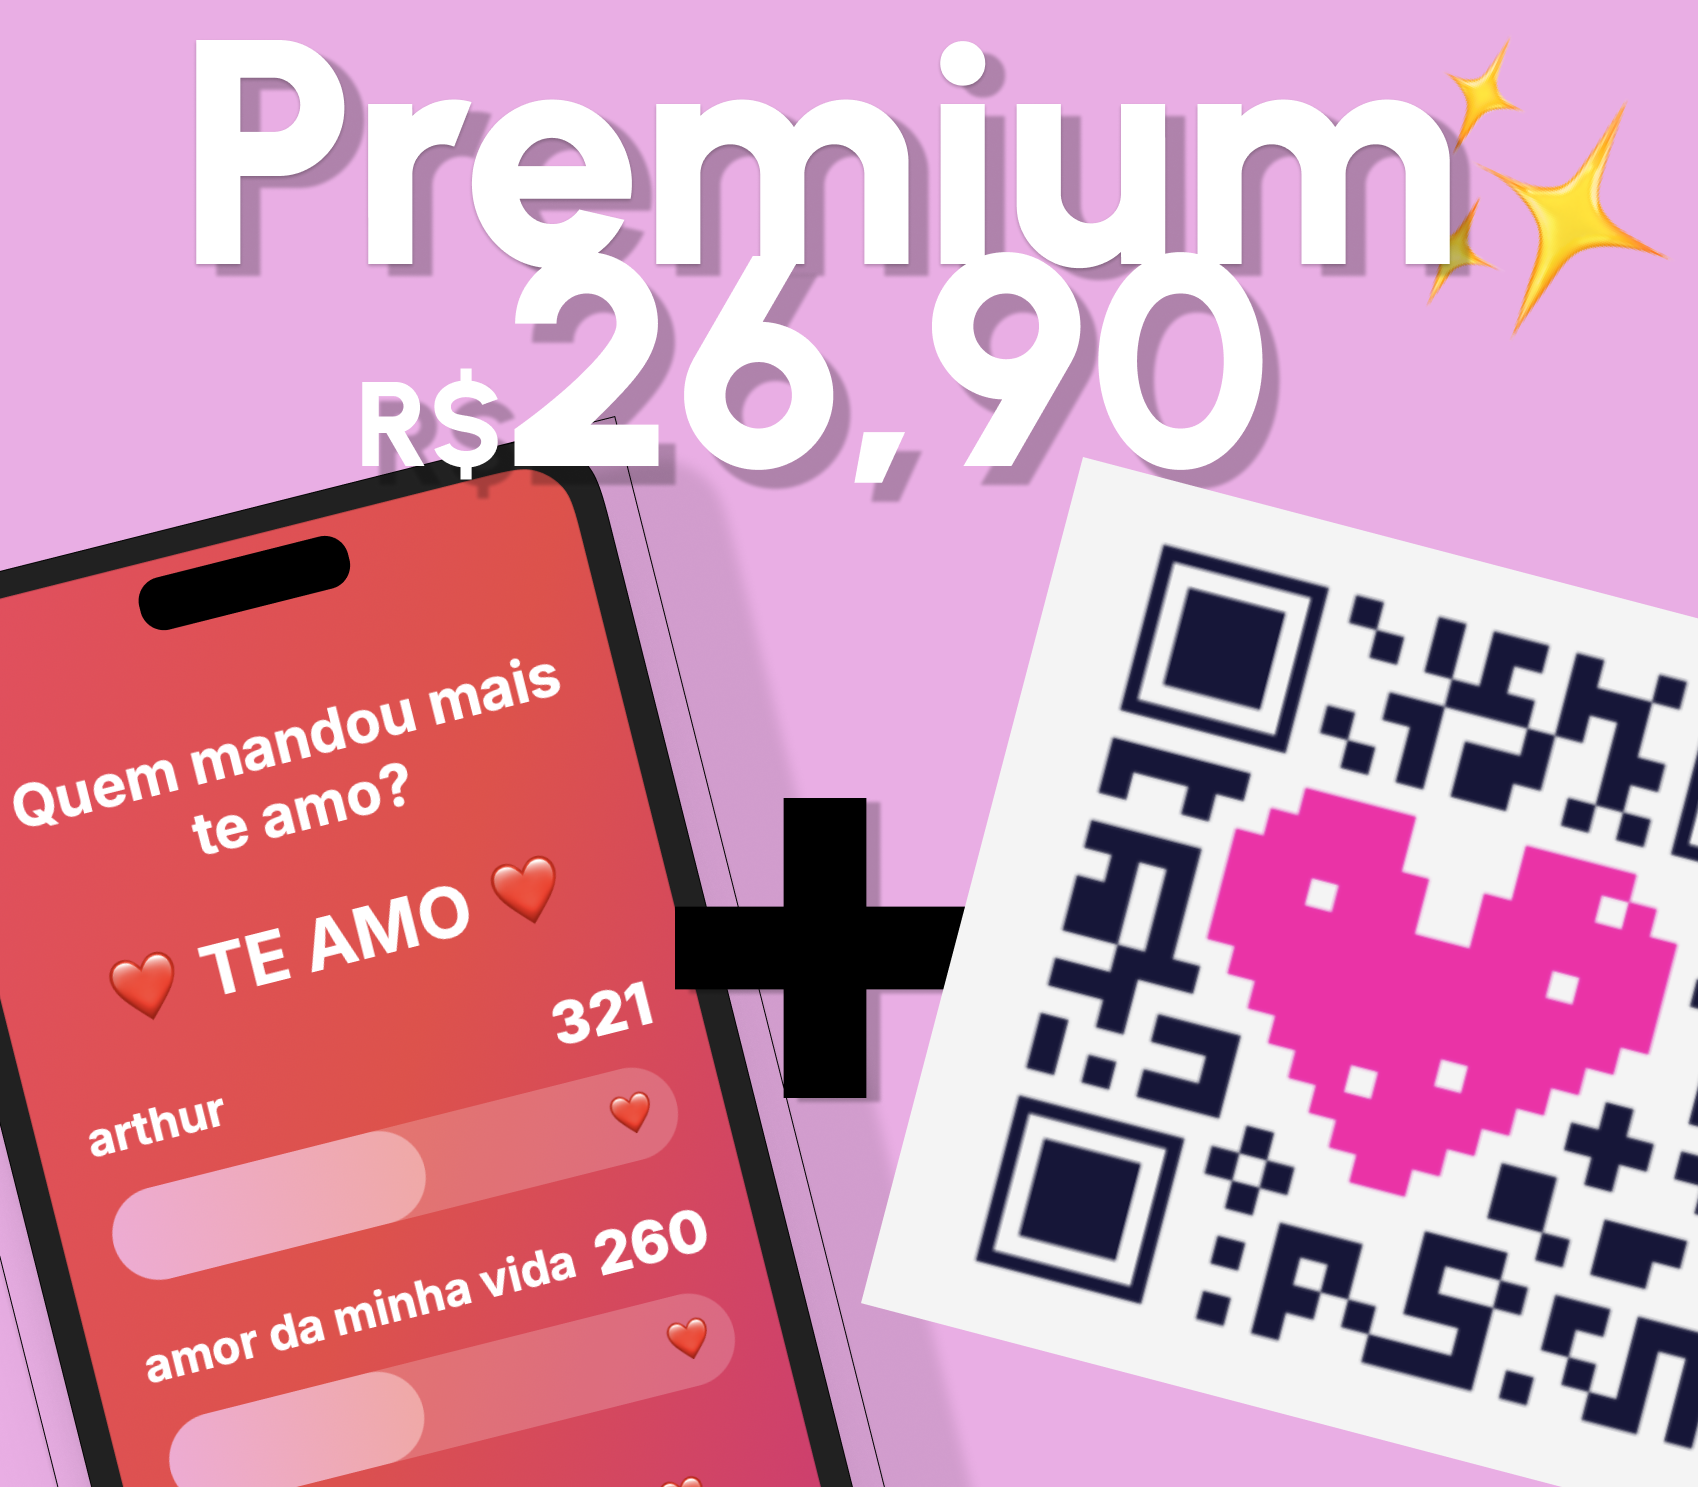 Premium
R$26,90
Quem mandou mais
te amo?
TE AMO
321
arthur
amor da minha vida 260